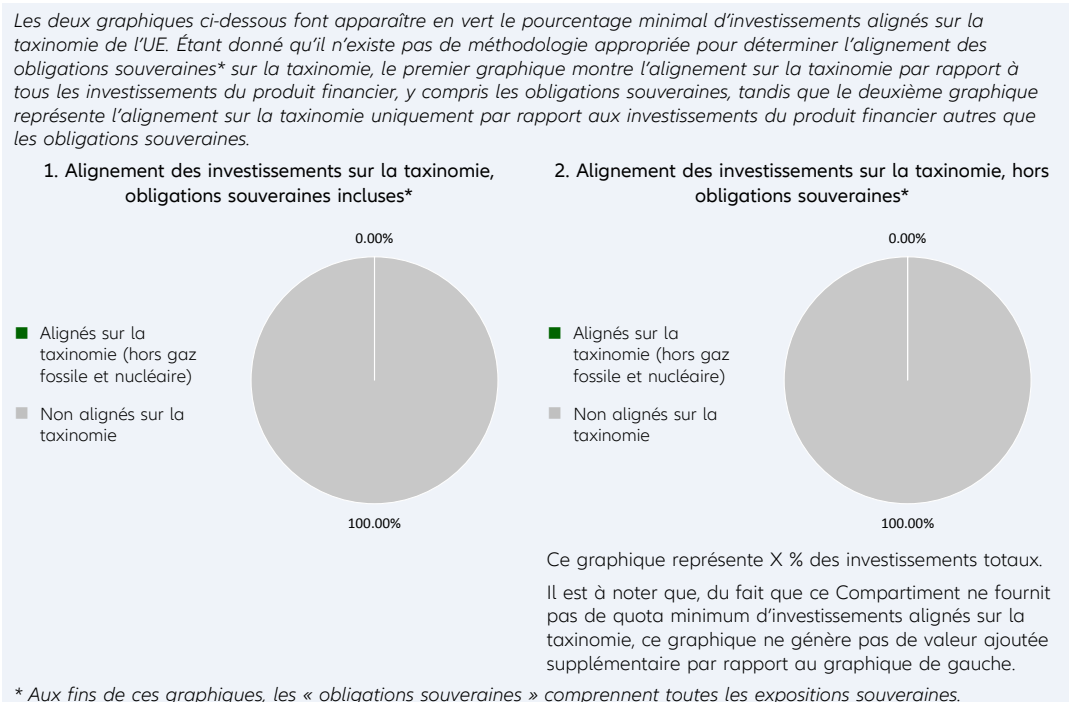 Les deux graphiques ci-dessous font apparaître en vert le pourcentage minimal d’investissements alignés sur la
taxinomie de l’UE. Étant donné qu’il n’existe pas de méthodologie appropriée pour déterminer l’alignement des
obligations souveraines* sur la taxinomie, le premier graphique montre l’alignement sur la taxinomie par rapport à
tous les investissements du produit financier, y compris les obligations souveraines, tandis que le deuxième graphique
représente l’alignement sur la taxinomie uniquement par rapport aux investissements du produit financier autres que
les obligations souveraines.
1. Alignement des investissements sur la taxinomie,
obligations souveraines incluses*
0.00%
Alignés sur la
taxinomie (hors gaz
fossile et nucléaire)
Non alignés sur la
taxinomie
100.00%
2. Alignement des investissements sur la taxinomie, hors
obligations souveraines*
0.00%
Alignés sur la
taxinomie (hors gaz
fossile et nucléaire)
Non alignés sur la
taxinomie
100.00%
Ce graphique représente X % des investissements totaux.
Il est à noter que, du fait que ce Compartiment ne fournit
pas de quota minimum d’investissements alignés sur la
taxinomie, ce graphique ne génère pas de valeur ajoutée
supplémentaire par rapport au graphique de gauche.
* Aux fins de ces graphiques, les « obligations souveraines » comprennent toutes les expositions souveraines.